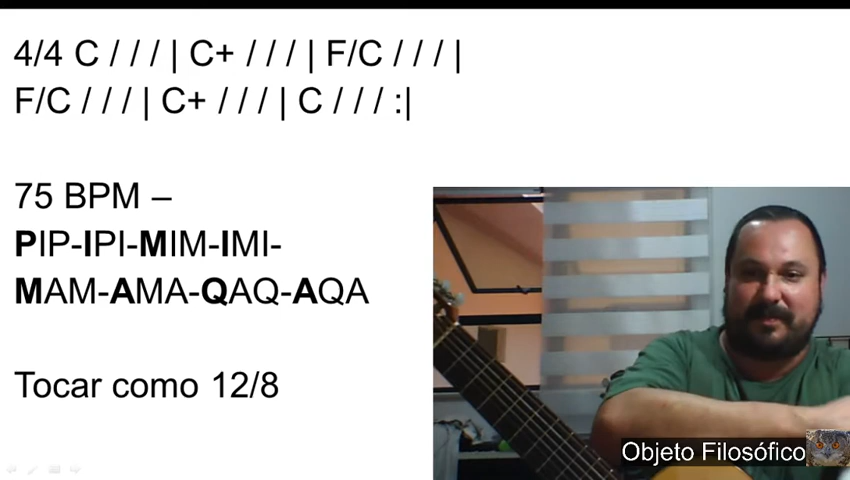 4/4 C / / / | C+ / / / | F/C / / / |
F/C / / / | C+ / / / | C / / / :|
75 BPM –
PIP-IPI-MIM-IMI-
MAM-AMA-QAQ-AQA
Tocar como 12/8
Objeto Filosófico